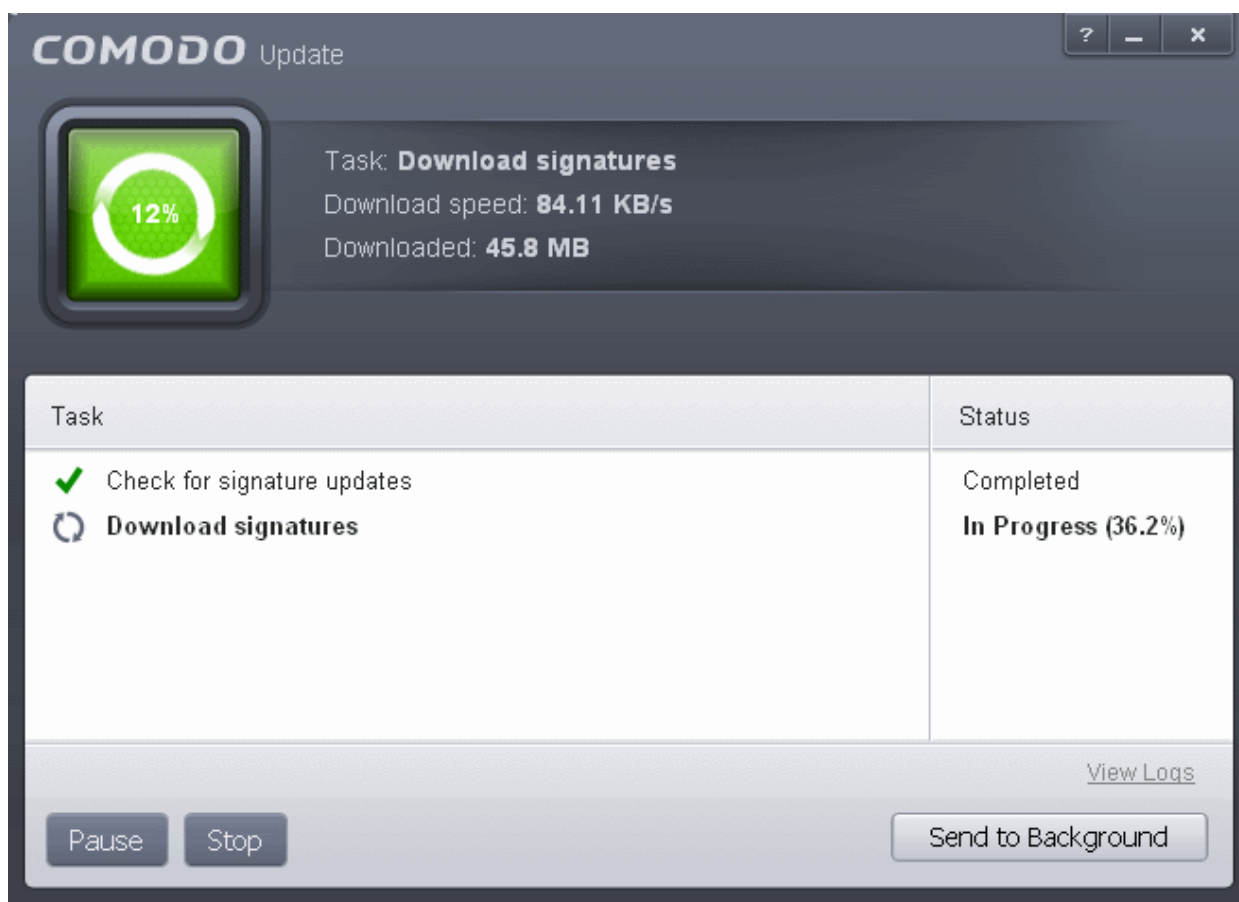 COMODO Update
? – ×
12%
Task: Download signatures
Download speed: 84.11 KB/s
Downloaded: 45.8 MB
Task Status
Check for signature updates Completed
Download signatures In Progress (36.2%)
View Logs
Pause Stop Send to Background